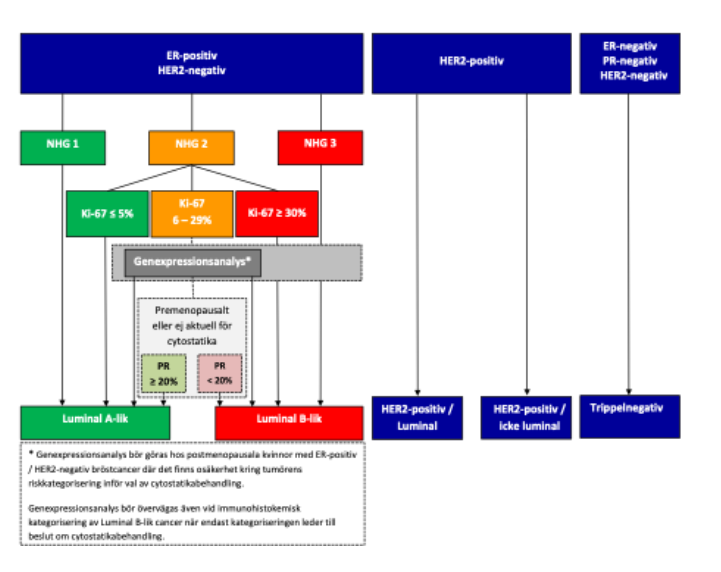 ER-positiv
HER2-negativ
HER2-positiv
ER-negativ
PR-negativ
HER2-negativ
NHG 1
NHG 2
NHG 3
Ki-67 ≤ 5%
Ki-67
6 – 29%
Ki-67 ≥ 30%
Genexpressionsanalys*
Premenopausalt
eller ej aktuell för
cytostatika
PR
≥ 20%
PR
< 20%
Luminal A-lik
Luminal B-lik
HER2-positiv /
Luminal
HER2-positiv /
icke luminal
Trippelnegativ
* Genexpressionsanalys bör göras hos postmenopausala kvinnor med ER-positiv
/ HER2-negativ bröstcancer där det finns osäkerhet kring tumörens
riskkategorisering inför val av cytostatikabehandling.
Genexpressionsanalys bör övervägas även vid immunohistokemisk
kategorisering av Luminal B-lik cancer när endast kategoriseringen leder till
beslut om cytostatikabehandling.